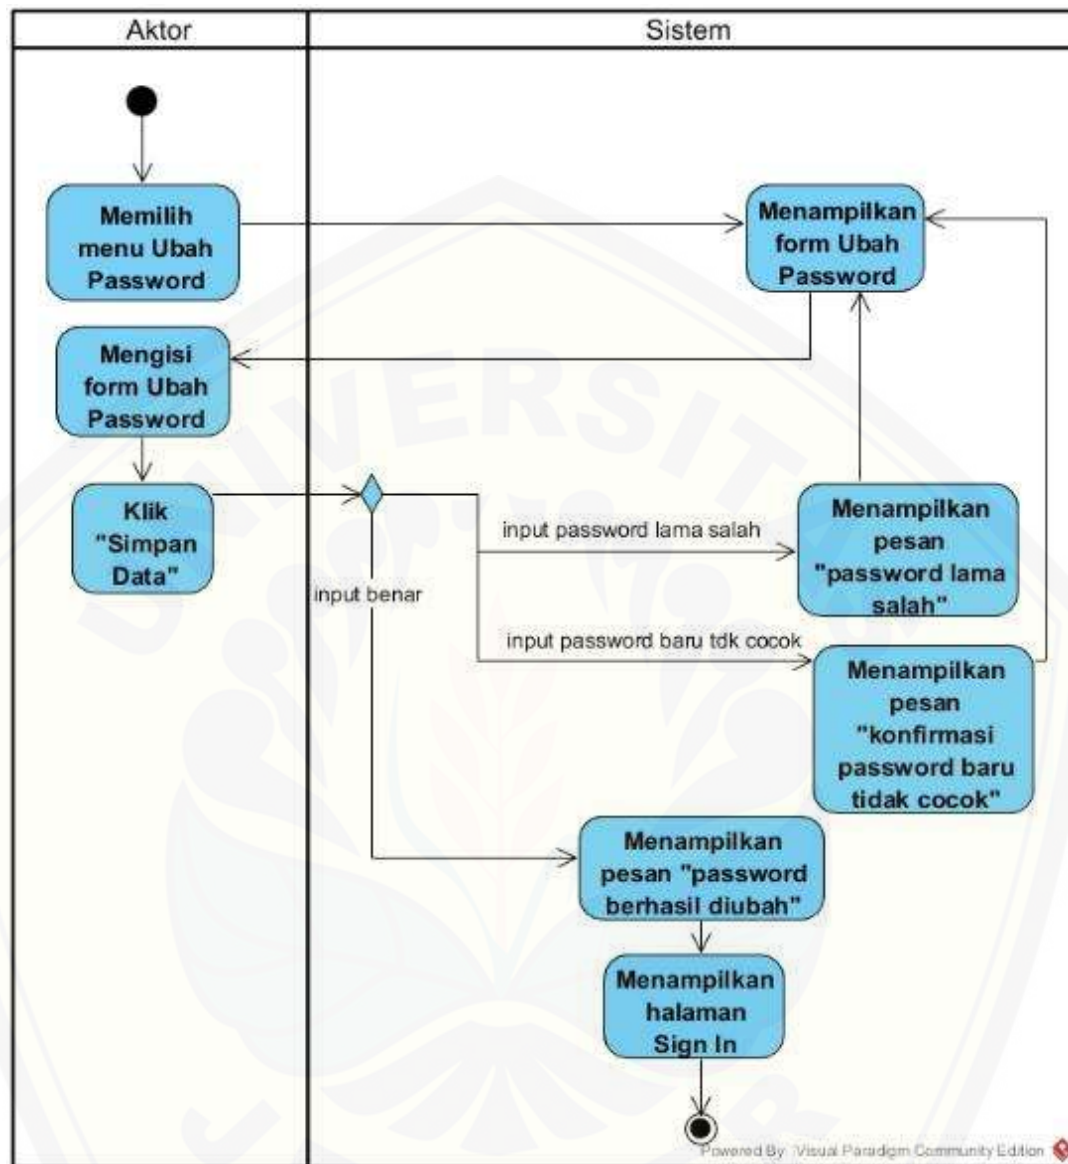 Aktor
Sistem
Memilih
menu Ubah
Password
Menampilkan
form Ubah
Password
Mengisi
form Ubah
Password
Klik
"Simpan
Data"
input password lama salah
Menampilkan
pesan
"password lama
salah"
input benar
input password baru tdk cocok
Menampilkan
pesan
"konfirmasi
password baru
tidak cocok"
Menampilkan
pesan "password
berhasil diubah"
Menampilkan
halaman
Sign In
Powered By Visual Paradigm Community Edition
UNIVERSITA